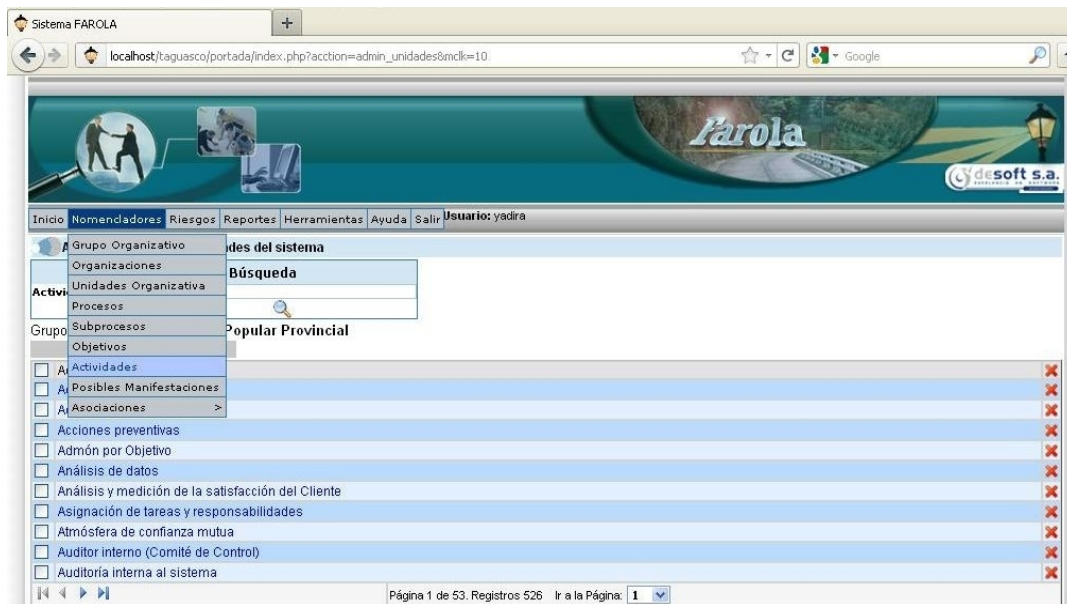 Sistema FAROLA
localhost/taguasco/portada/index.php?acction=admin_unidades&mclk=10
Google
Farola
desoft s.a.
Inicio Nomencladores Riesgos Reportes Herramientas Ayuda Salir Usuario: yadira
Grupo Organizativo
Organizaciones
Unidades Organizativa
Procesos
Subprocesos
Objetivos
Actividades
Posibles Manifestaciones
Asociaciones >
des del sistema
Búsqueda
Activi
Grupo Popular Provincial
Acciones preventivas
Admón por Objetivo
Análisis de datos
Análisis y medición de la satisfacción del Cliente
Asignación de tareas y responsabilidades
Atmósfera de confianza mutua
Auditor interno (Comité de Control)
Auditoría interna al sistema
Página 1 de 53. Registros 526 Ir a la Página: 1